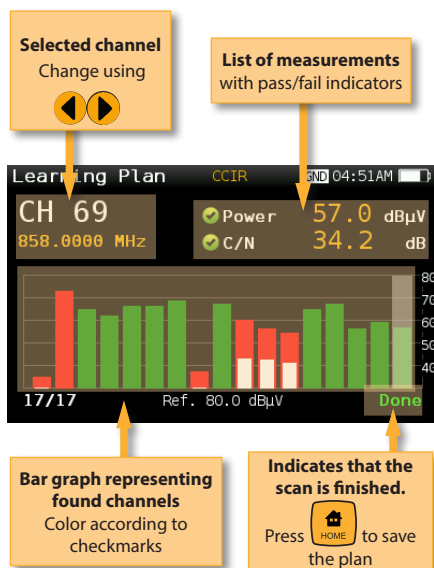 Selected channel
Change using
List of measurements
with pass/fail indicators
Learning Plan CCIR GND 04:51AM
CH 69
858.0000 MHz
Power 57.0 dBµV
C/N 34.2 dB
80
70
60
50
40
17/17 Ref. 80.0 dBµV Done
Bar graph representing
found channels
Color according to
checkmarks
Indicates that the
scan is finished.
Press HOME to save
the plan